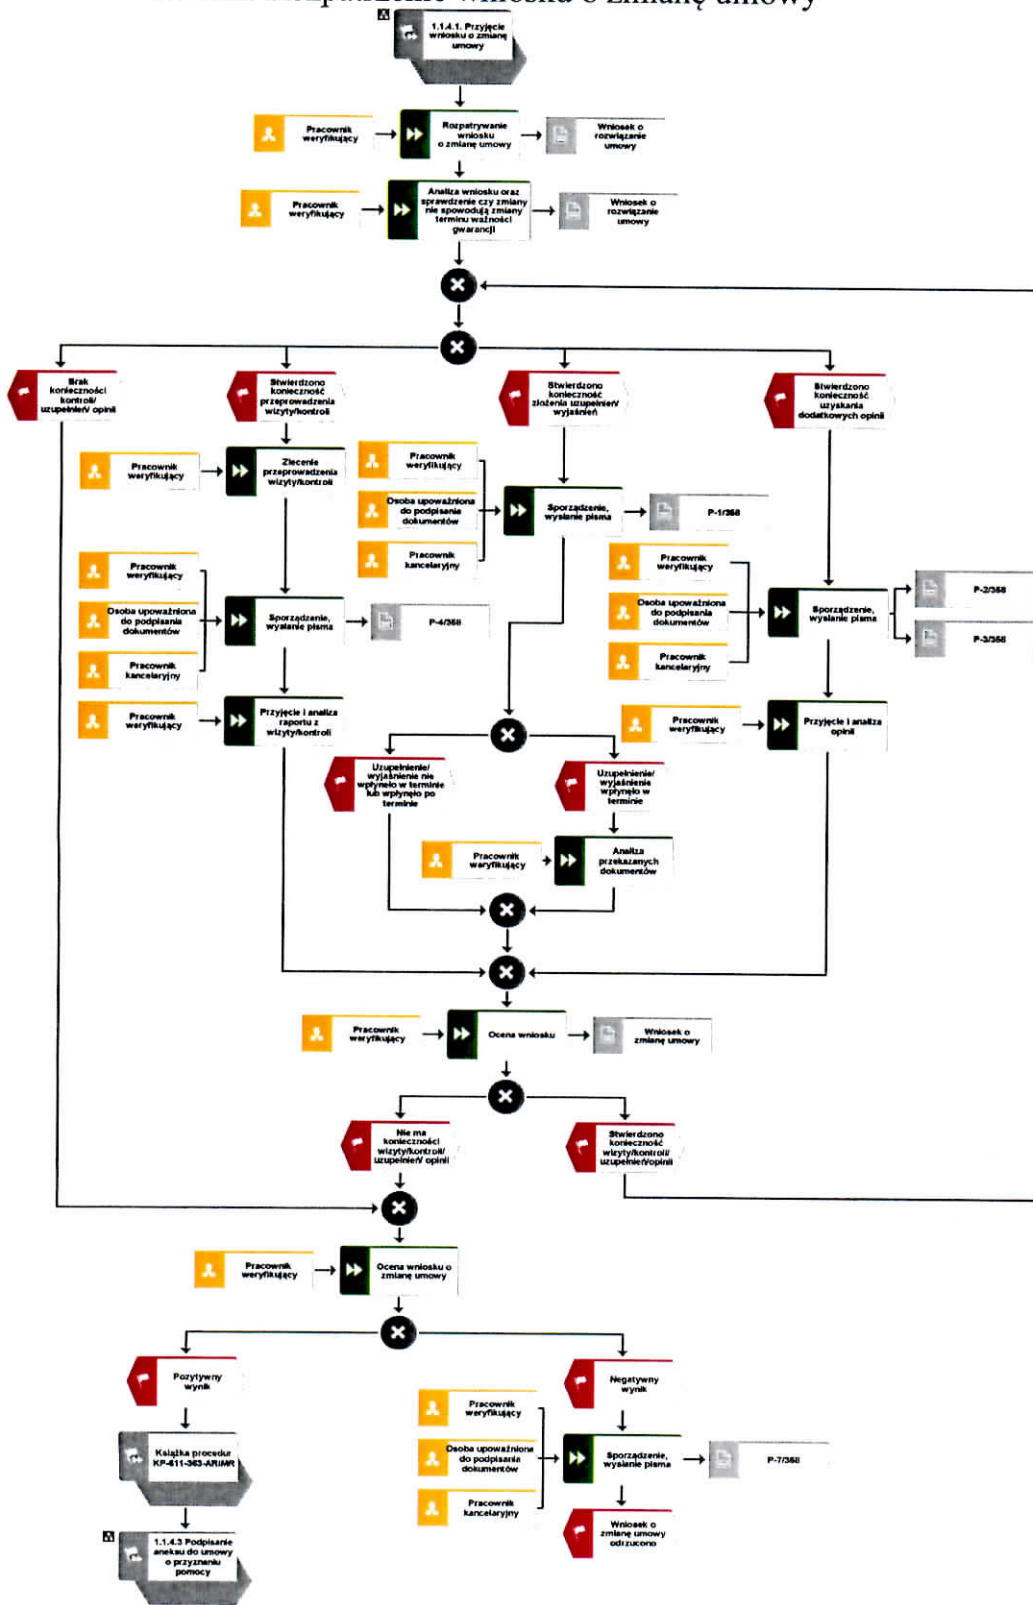 Rozpatrzenie wniosku o zmianę umowy
1.1.4.1. Przyjęcie
wniosku o zmianę
umowy
Pracownik
weryfikujący
Rozpatrywanie
wniosku
o zmianę umowy
Wniosek o
rozwiązanie
umowy
Pracownik
weryfikujący
Analiza wniosku oraz
sprawdzenie czy zmiany
nie spowodują zmiany
terminu ważności
gwarancji
Wniosek o
rozwiązanie
umowy
Brak
konieczności
kontroli/
uzupełnień/ opinii
Stwierdzono
konieczność
przeprowadzenia
wizyty/kontroli
Stwierdzono
konieczność
złożenia uzupełnień/
wyjaśnień
Stwierdzono
konieczność
uzyskania
dodatkowych opinii
Pracownik
weryfikujący
Zlecenie
przeprowadzenia
wizyty/kontroli
Pracownik
weryfikujący
Osoba upoważniona
do podpisania
dokumentów
Pracownik
kancelaryjny
Sporządzenie,
wysłanie pisma
P-1/358
Pracownik
weryfikujący
Osoba upoważniona
do podpisania
dokumentów
Pracownik
kancelaryjny
Sporządzenie,
wysłanie pisma
P-4/358
Pracownik
weryfikujący
Osoba upoważniona
do podpisania
dokumentów
Pracownik
kancelaryjny
Sporządzenie,
wysłanie pisma
P-2/358
P-3/358
Pracownik
weryfikujący
Przyjęcie i analiza
raportu z
wizyty/kontroli
Pracownik
weryfikujący
Przyjęcie i analiza
opinii
Uzupełnienie/
wyjaśnienie nie
wpłynęło w terminie
lub wpłynęło po
terminie
Uzupełnienie/
wyjaśnienie
wpłynęło w
terminie
Pracownik
weryfikujący
Analiza
przekazanych
dokumentów
Pracownik
weryfikujący
Ocena wniosku
Wniosek o
zmianę umowy
Nie ma
konieczności
wizyty/kontroli/
uzupełnień/ opinii
Stwierdzono
konieczność
wizyty/kontroli/
uzupełnień/opinii
Pracownik
weryfikujący
Ocena wniosku o
zmianę umowy
Pozytywny
wynik
Negatywny
wynik
Książka procedur
KP-611-363-ARiMR
Pracownik
weryfikujący
Osoba upoważniona
do podpisania
dokumentów
Pracownik
kancelaryjny
Sporządzenie,
wysłanie pisma
P-7/358
1.1.4.3 Podpisanie
aneksu do umowy
o przyznaniu
pomocy
Wniosek o
zmianę umowy
odrzucono